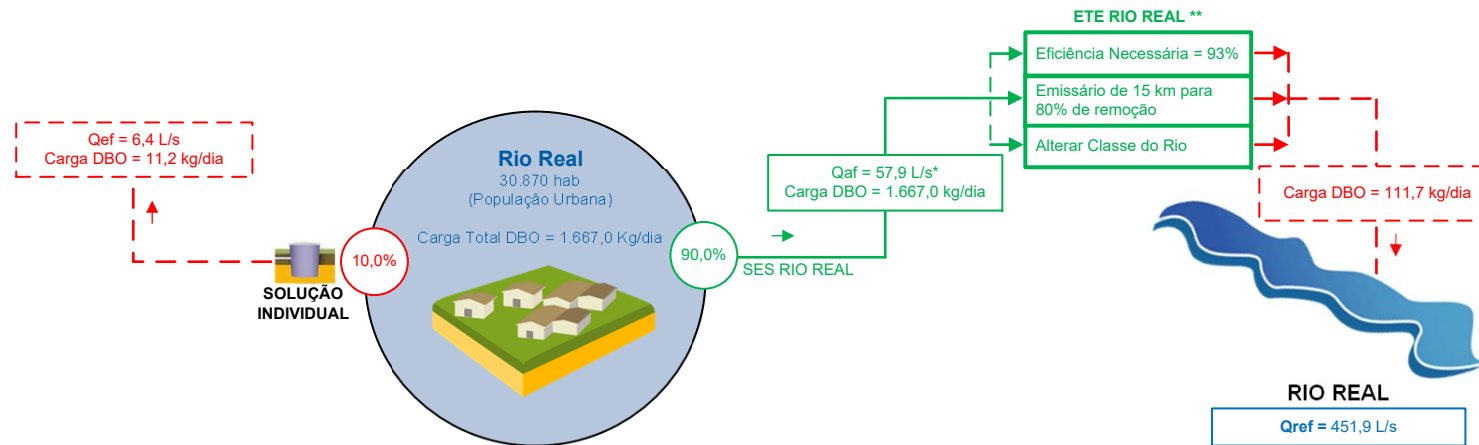 ETE RIO REAL **
Eficiência Necessária = 93%
Emissário de 15 km para
80% de remoção
Alterar Classe do Rio
Qef = 6,4 L/s
Carga DBO = 11,2 kg/dia
Rio Real
30.870 hab
(População Urbana)
Carga Total DBO = 1.667,0 Kg/dia
10,0%
90,0%
SOLUÇÃO
INDIVIDUAL
SES RIO REAL
Qaf = 57,9 L/s*
Carga DBO = 1.667,0 kg/dia
Carga DBO = 111,7 kg/dia
RIO REAL
Qref = 451,9 L/s